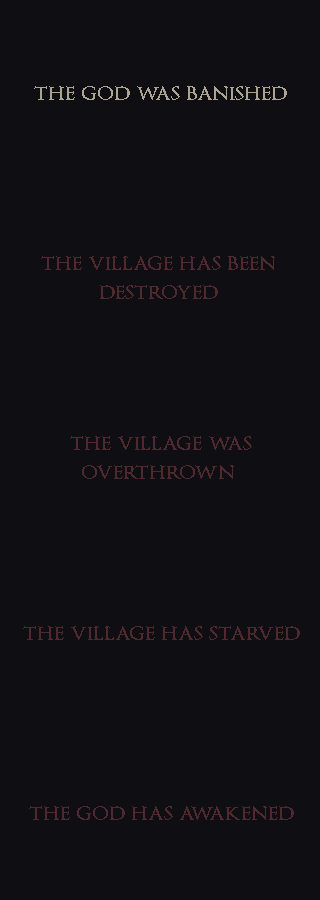 THE GOD WAS BANISHED
THE VILLAGE HAS BEEN
DESTROYED
THE VILLAGE WAS
OVERTHROWN
THE VILLAGE HAS STARVED
THE GOD HAS AWAKENED